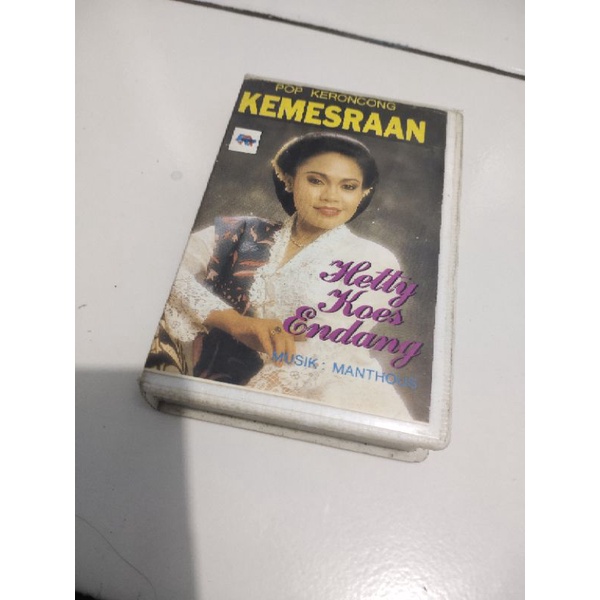 POP KERONCONG
KEMESRAAN
Hetty
Koes
Endang
MUSIK : MANTHOUS